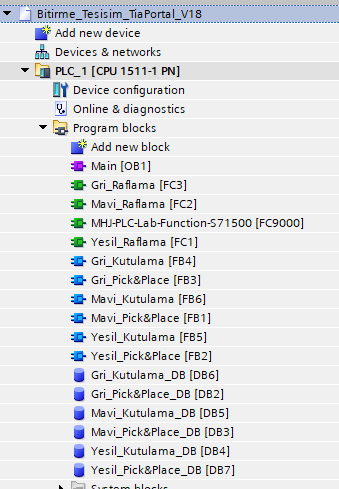 Bitirme_Tesisim_TiaPortal_V18
Add new device
Devices & networks
PLC_1 [CPU 1511-1 PN]
Device configuration
Online & diagnostics
Program blocks
Add new block
Main [OB1]
Gri_Raflama [FC3]
Mavi_Raflama [FC2]
MHJ-PLC-Lab-Function-S71500 [FC9000]
Yesil_Raflama [FC1]
Gri_Kutulama [FB4]
Gri_Pick&Place [FB3]
Mavi_Kutulama [FB6]
Mavi_Pick&Place [FB1]
Yesil_Kutulama [FB5]
Yesil_Pick&Place [FB2]
Gri_Kutulama_DB [DB6]
Gri_Pick&Place_DB [DB2]
Mavi_Kutulama_DB [DB5]
Mavi_Pick&Place_DB [DB3]
Yesil_Kutulama_DB [DB4]
Yesil_Pick&Place_DB [DB7]
System blocks